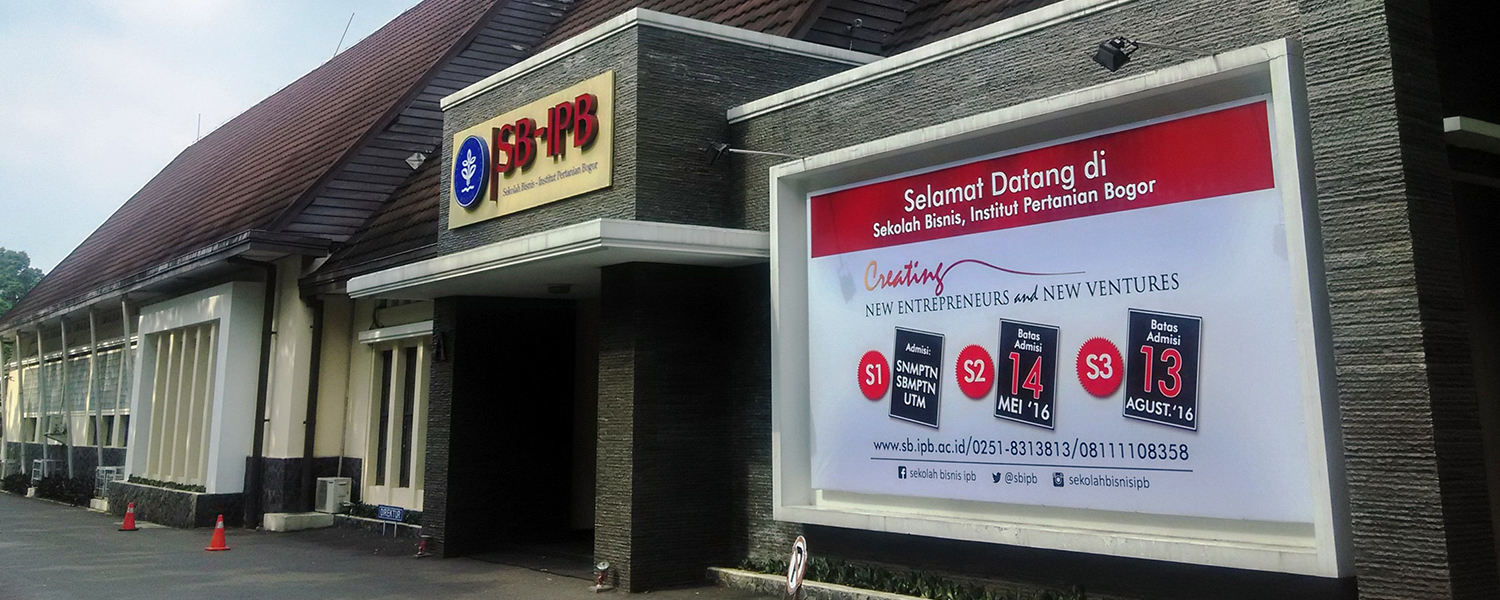 SB-IPB
Sekolah Bisnis - Institut Pertanian Bogor
Selamat Datang di
Sekolah Bisnis, Institut Pertanian Bogor
Creating
NEW ENTREPRENEURS and NEW VENTURES
S1
Admisi:
SNMPTN
SBMPTN
UTM
S2
Batas
Admisi
14
MEI '16
S3
Batas
Admisi
13
AGUST.'16
www.sb.ipb.ac.id/0251-8313813/08111108358
sekolah bisnis ipb
@sbipb
sekolahbisnisipb
DIREKTUR